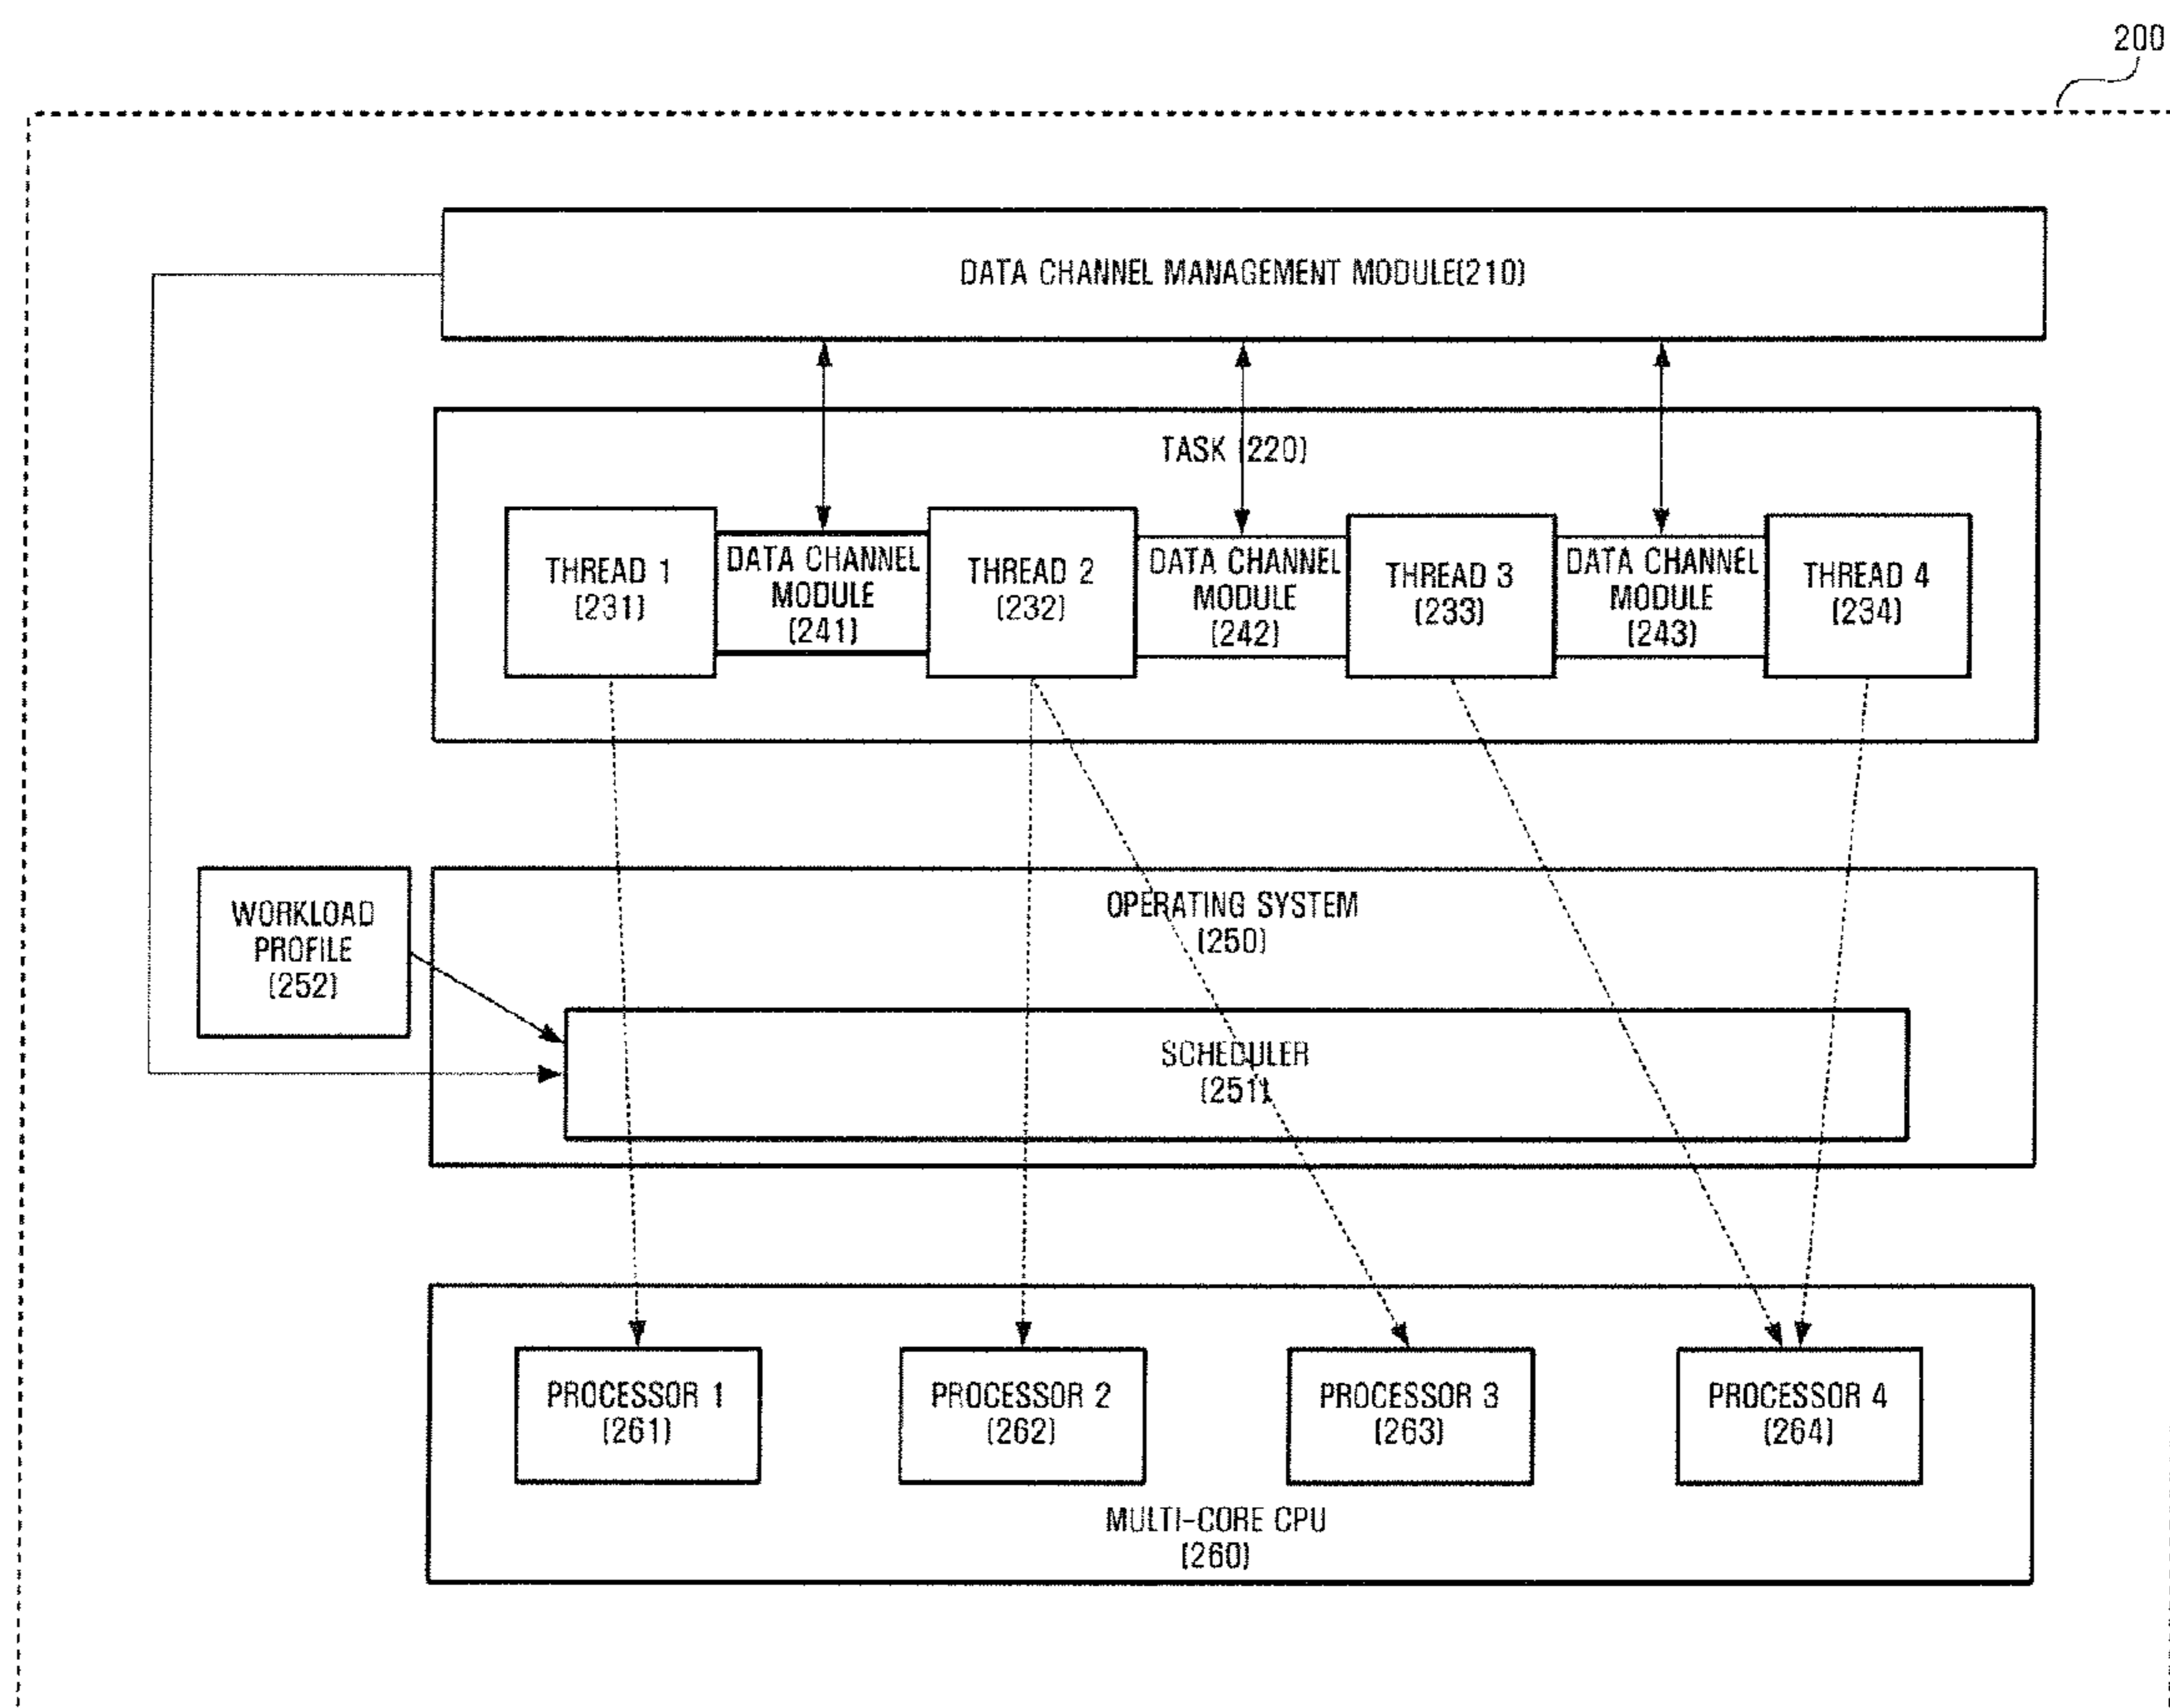 200
DATA CHANNEL MANAGEMENT MODULE(210)
TASK (220)
THREAD 1
(231)
DATA CHANNEL
MODULE
(241)
THREAD 2
(232)
DATA CHANNEL
MODULE
(242)
THREAD 3
(233)
DATA CHANNEL
MODULE
(243)
THREAD 4
(234)
WORKLOAD
PROFILE
(252)
OPERATING SYSTEM
(250)
SCHEDULER
(251)
PROCESSOR 1
(261)
PROCESSOR 2
(262)
PROCESSOR 3
(263)
PROCESSOR 4
(264)
MULTI-CORE CPU
(260)